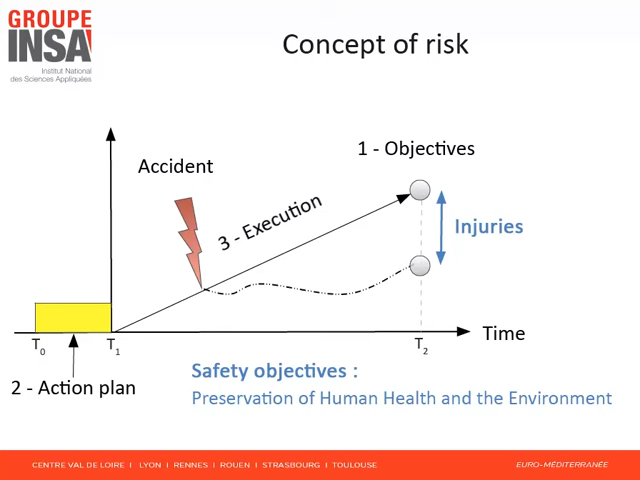 GROUPE
INSA
Institut National
des Sciences Appliquées
Concept of risk
1 - Objectives
Accident
3 - Execution
Injuries
Time
T0
T1
T2
2 - Action plan
Safety objectives :
Preservation of Human Health and the Environment
CENTRE VAL DE LOIRE I LYON I RENNES I ROUEN I STRASBOURG I TOULOUSE
EURO-MÉDITERRANÉE